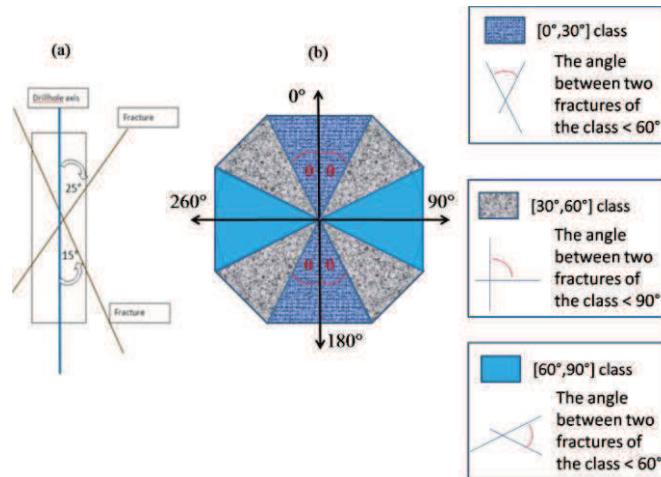 (a)
(b)
Drillhole axis
Fracture
25°
15°
Fracture
0°
θ θ
260°
90°
θ θ
180°
[0°,30°] class
The angle
between two
fractures of
the class < 60°
[30°,60°] class
The angle
between two
fractures of
the class < 90°
[60°,90°] class
The angle
between two
fractures of
the class < 60°